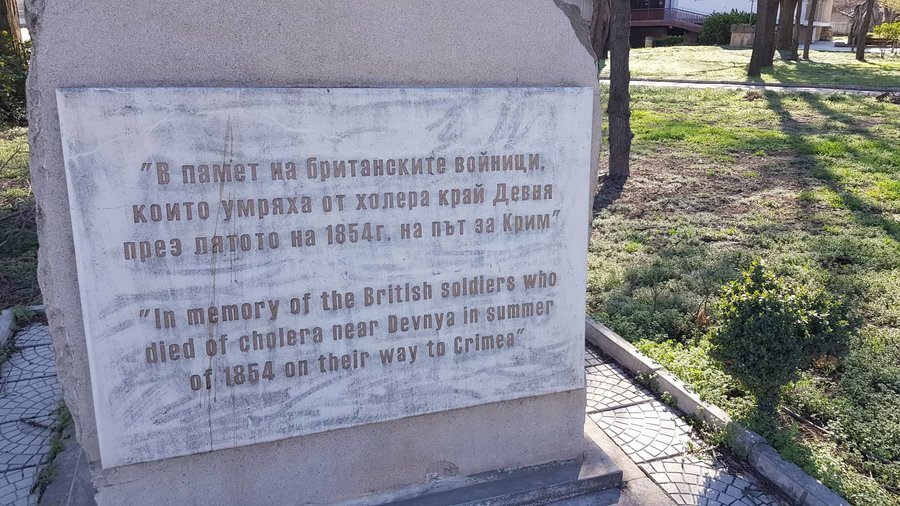 "В памет на британските войници,
които умряха от холера край Девня
през лятото на 1854г. на път за Крим"
"In memory of the British soldiers who
died of cholera near Devnya in summer
of 1854 on their way to Crimea"